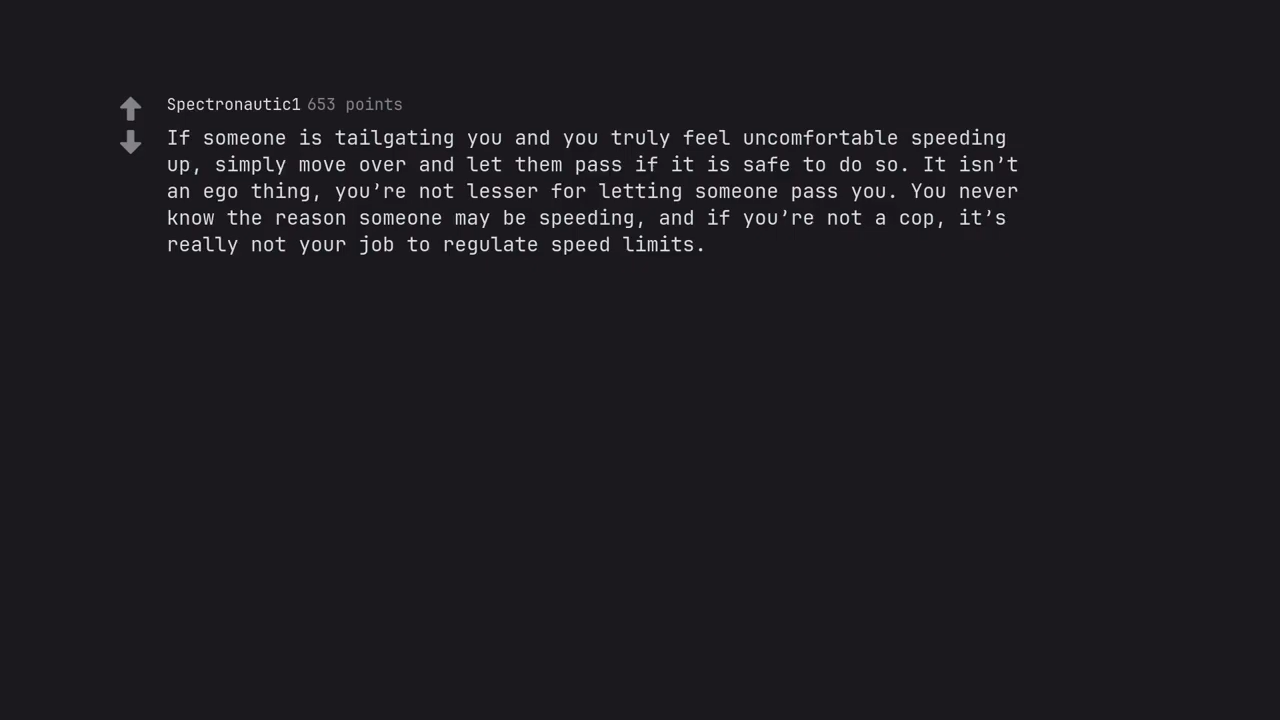 Spectronautic1 653 points
If someone is tailgating you and you truly feel uncomfortable speeding
up, simply move over and let them pass if it is safe to do so. It isn’t
an ego thing, you’re not lesser for letting someone pass you. You never
know the reason someone may be speeding, and if you’re not a cop, it’s
really not your job to regulate speed limits.